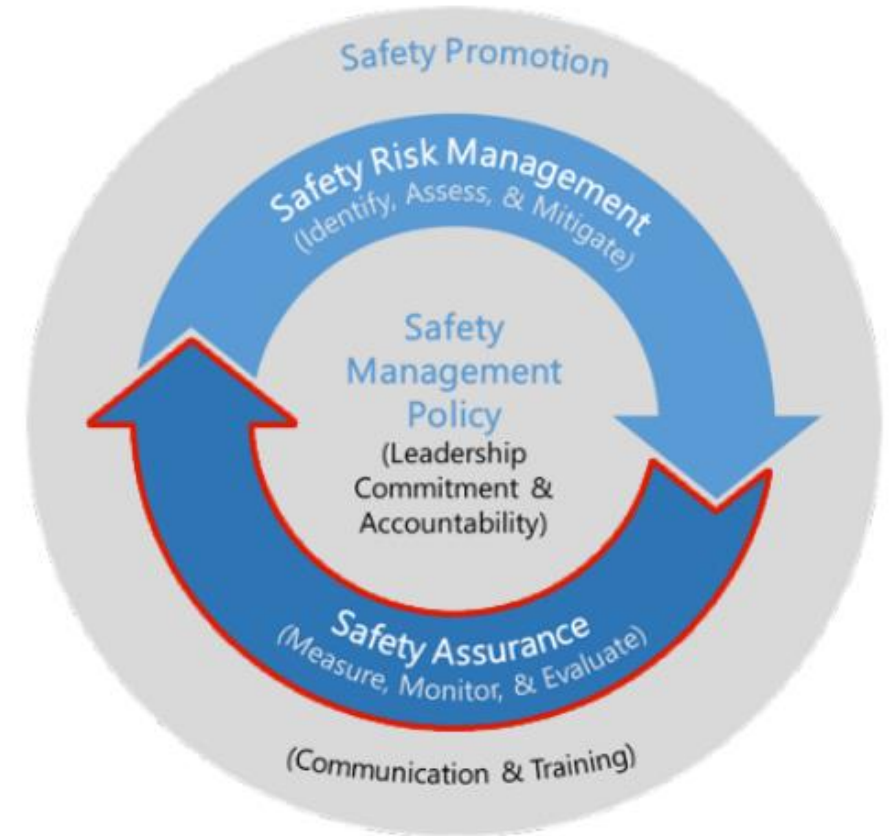 Safety Promotion
Safety Risk Management
(Identify, Assess, & Mitigate)
Safety
Management
Policy
(Leadership
Commitment &
Accountability)
Safety Assurance
(Measure, Monitor, & Evaluate)
(Communication & Training)